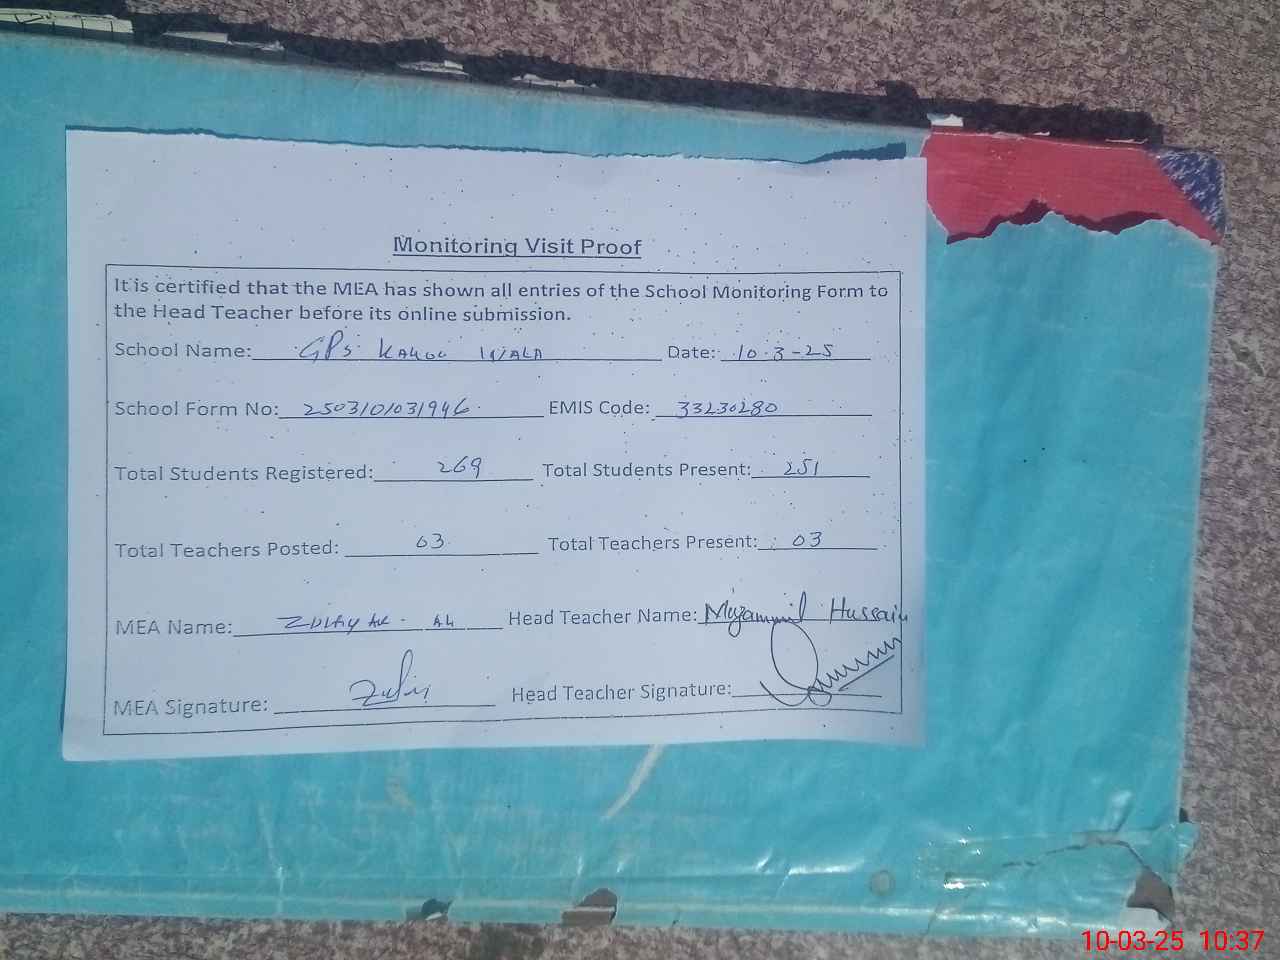 Monitoring Visit Proof
It is certified that the MEA has shown all entries of the School Monitoring Form to
the Head Teacher before its online submission.
School Name: GPS Kahoo Wala Date: 10-3-25
School Form No: 2503101031946 EMIS Code: 33230280
Total Students Registered: 269 Total Students Present: 251
Total Teachers Posted: 03 Total Teachers Present: 03
MEA Name: Head Teacher Name: Muzammil Hussain
MEA Signature: Head Teacher Signature:
10-03-25 10:37